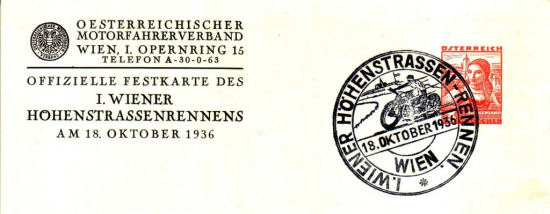 OESTERREICHISCHER
MOTORFAHRERVERBAND
WIEN, I. OPERNRING 15
TELEFON A-30-0-63
OFFIZIELLE FESTKARTE DES
I. WIENER
HÖHENSTRASSENRENNENS
AM 18. OKTOBER 1936
I. WIENER HÖHENSTRASSEN-RENNEN.
18. OKTOBER 1936
WIEN
ÖSTERREICH